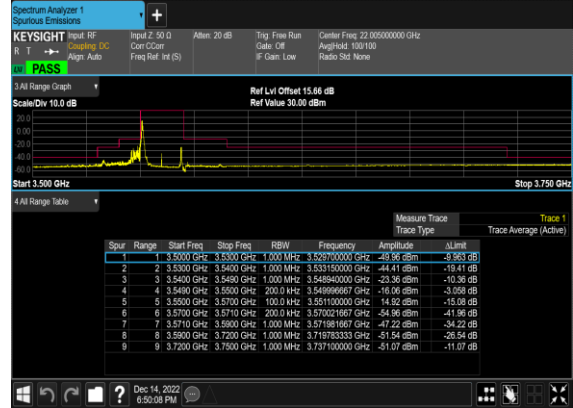 Spectrum Analyzer 1
Spurious Emissions
KEYSIGHT Input: RF Input Z: 50 Ω Atten: 20 dB Trig: Free Run Center Freq: 22.005000000 GHz
R T Coupling: DC Corr CCorr Gate: Off Avg|Hold: 100/100
Align: Auto Freq Ref: Int (S) IF Gain: Low Radio Std: None
PASS
3 All Range Graph
Ref Lvl Offset 15.66 dB
Scale/Div 10.0 dB Ref Value 30.00 dBm
20.0
0.00
-20.0
-40.0
-60.0
Start 3.500 GHz Stop 3.750 GHz
4 All Range Table
Measure Trace Trace 1
Trace Type Trace Average (Active)
Spur Range Start Freq Stop Freq RBW Frequency Amplitude ΔLimit
1 1 3.5000 GHz 3.5300 GHz 1.000 MHz 3.529700000 GHz -49.96 dBm -9.963 dB
2 2 3.5300 GHz 3.5400 GHz 1.000 MHz 3.533150000 GHz -44.41 dBm -19.41 dB
3 3 3.5400 GHz 3.5490 GHz 1.000 MHz 3.548940000 GHz -23.36 dBm -10.36 dB
4 4 3.5490 GHz 3.5500 GHz 200.0 kHz 3.549996667 GHz -16.06 dBm -3.058 dB
5 5 3.5500 GHz 3.5700 GHz 100.0 kHz 3.551100000 GHz 14.92 dBm -15.08 dB
6 6 3.5700 GHz 3.5710 GHz 200.0 kHz 3.570021667 GHz -54.96 dBm -41.96 dB
7 7 3.5710 GHz 3.5900 GHz 1.000 MHz 3.571981667 GHz -47.22 dBm -34.22 dB
8 8 3.5900 GHz 3.7200 GHz 1.000 MHz 3.719783333 GHz -51.54 dBm -26.54 dB
9 9 3.7200 GHz 3.7500 GHz 1.000 MHz 3.737100000 GHz -51.07 dBm -11.07 dB
? Dec 14, 2022
6:50:08 PM